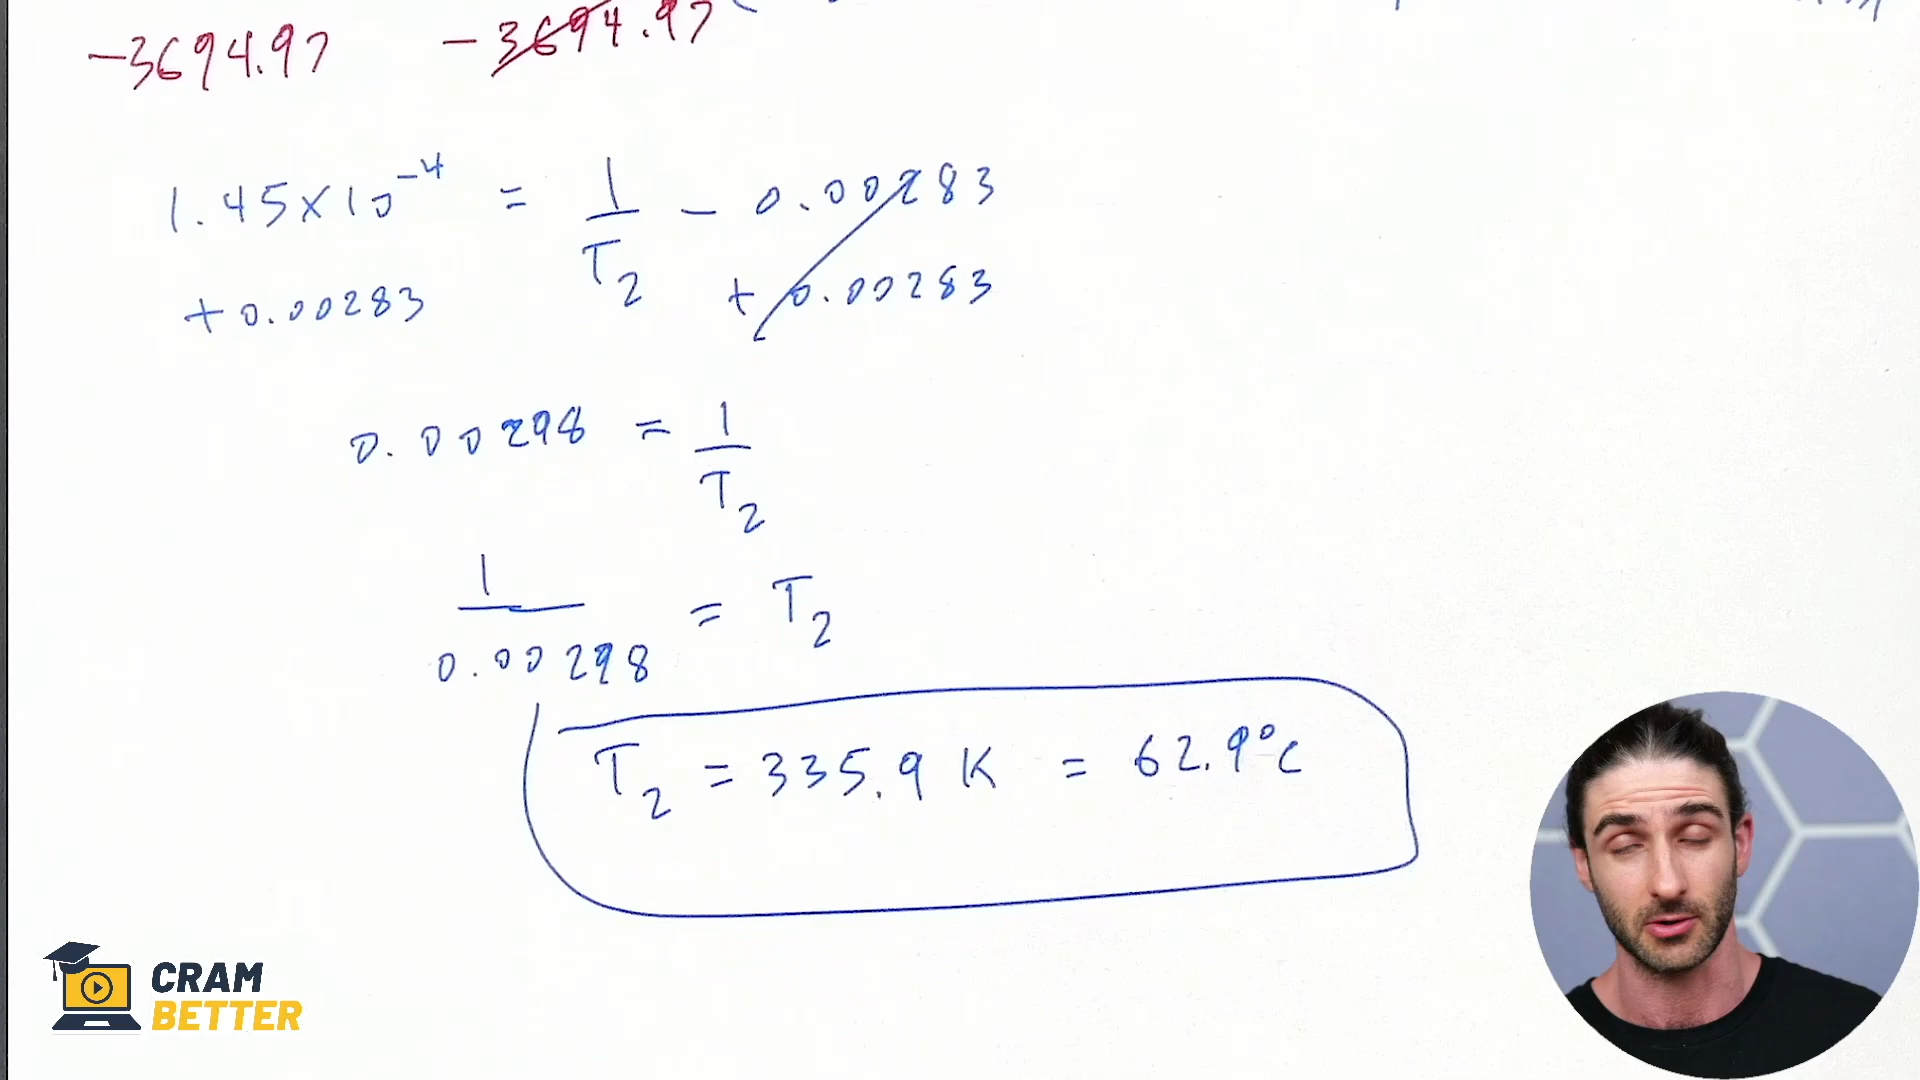 -3694.97 -3694.97
1.45×10⁻⁴ = 1/T₂ - 0.00283
+0.00283 + 0.00283
0.00298 = 1/T₂
1/0.00298 = T₂
T₂ = 335.9 K = 62.9°C
CRAM
BETTER